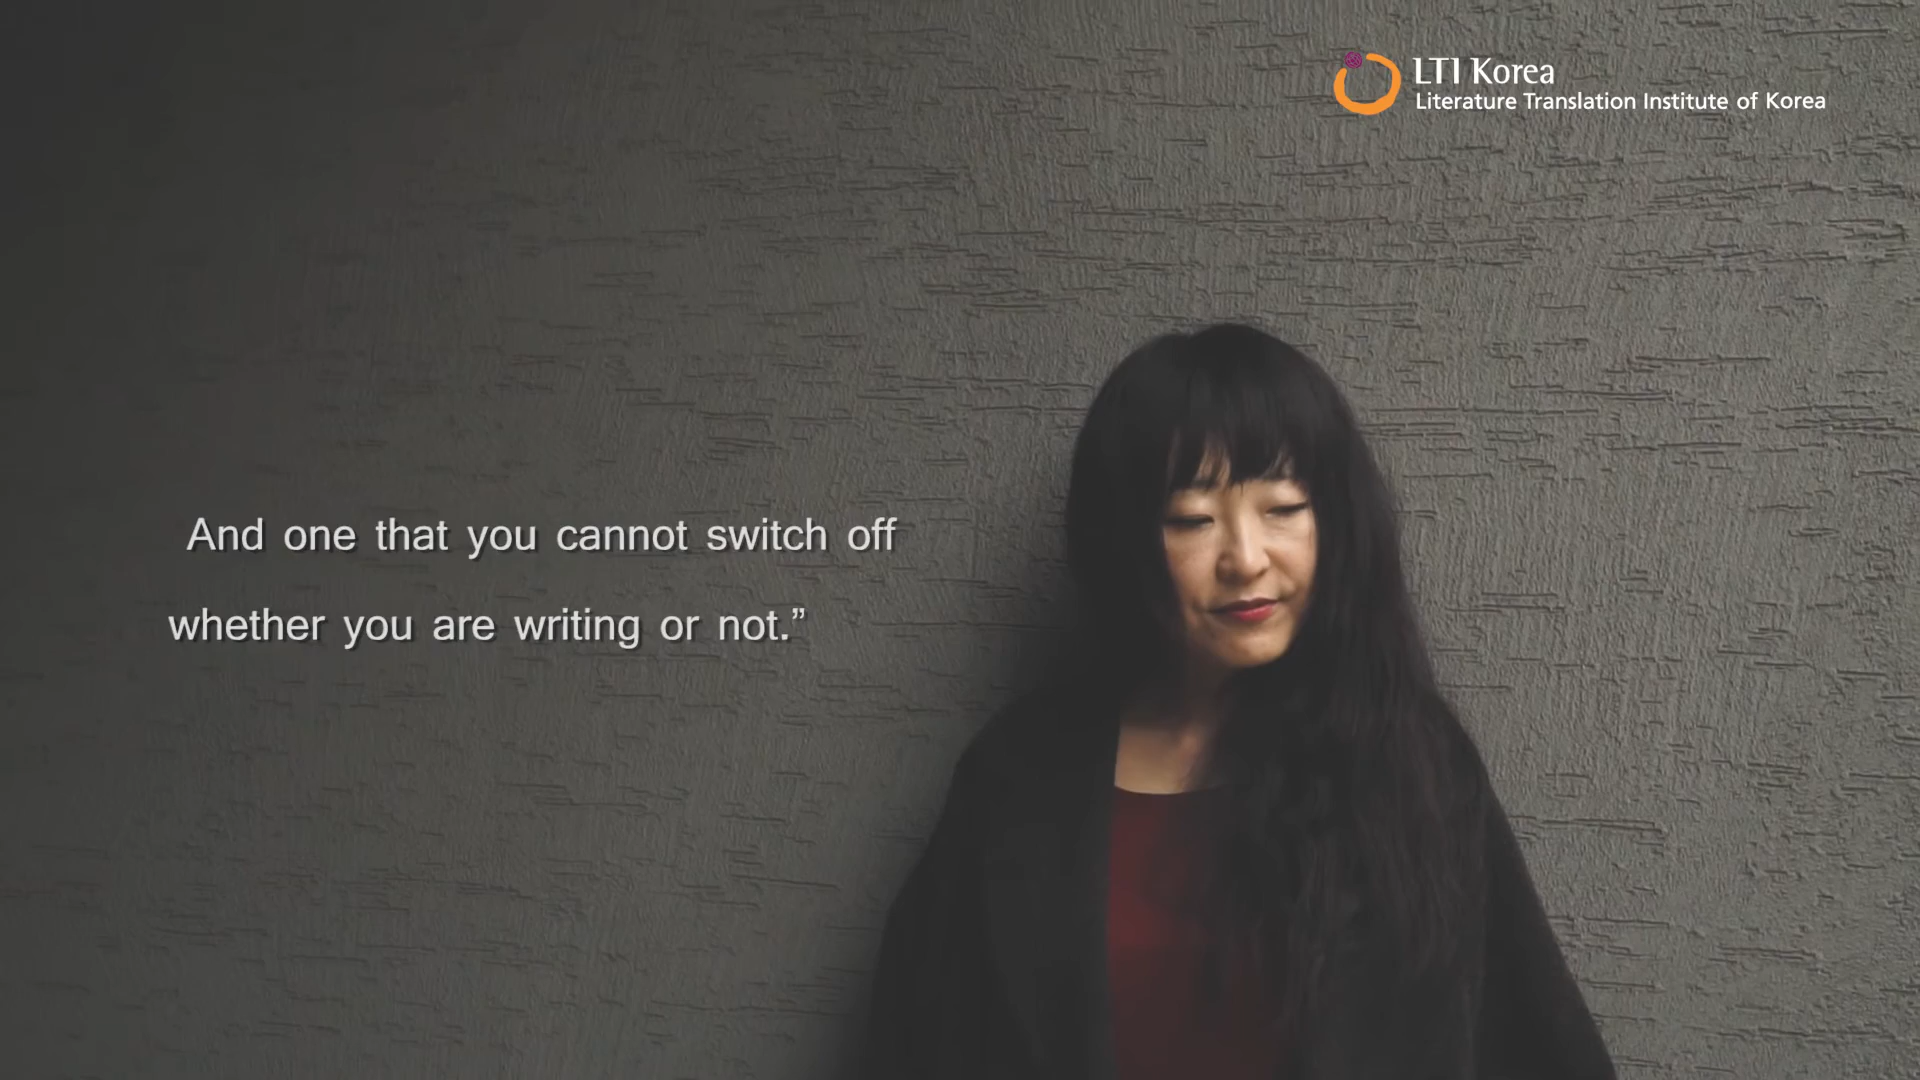 LTI Korea
Literature Translation Institute of Korea
And one that you cannot switch off
whether you are writing or not.”